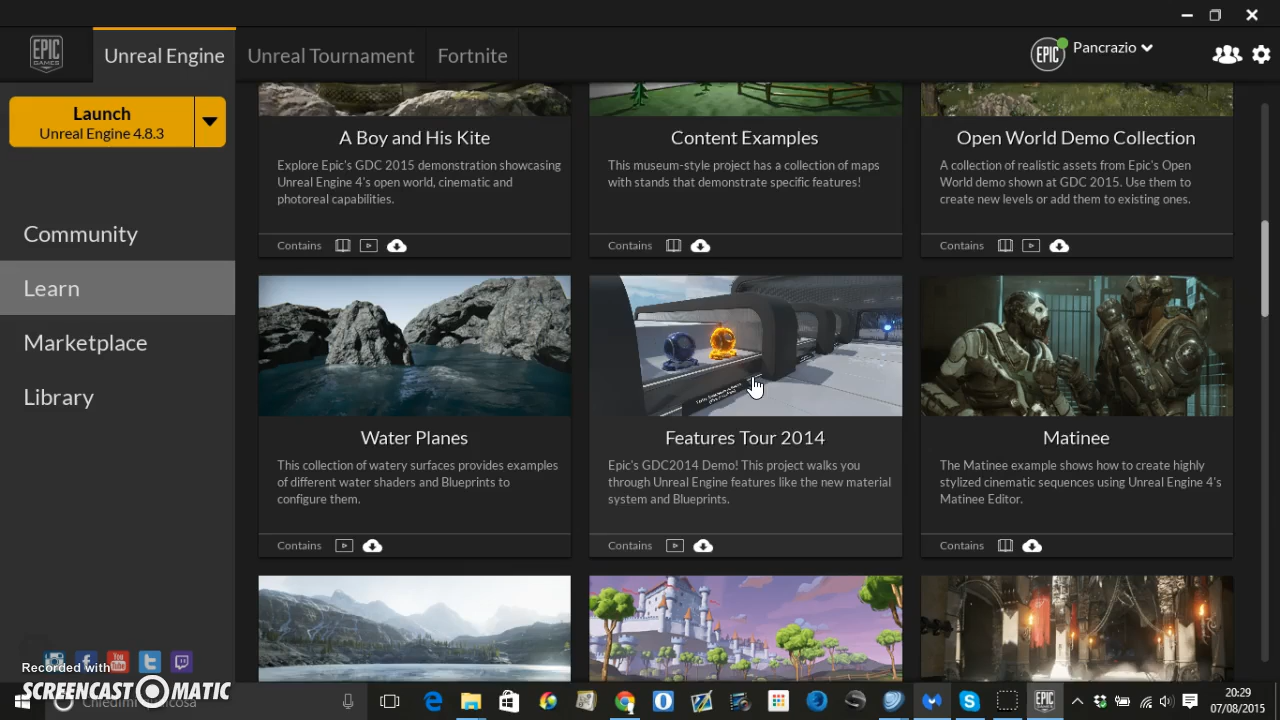 EPIC GAMES
Unreal Engine
Unreal Tournament
Fortnite
EPIC
Pancrazio
Launch
Unreal Engine 4.8.3
Community
Learn
Marketplace
Library
A Boy and His Kite
Explore Epic's GDC 2015 demonstration showcasing
Unreal Engine 4's open world, cinematic and
photoreal capabilities.
Contains
Content Examples
This museum-style project has a collection of maps
with stands that demonstrate specific features!
Contains
Open World Demo Collection
A collection of realistic assets from Epic's Open
World demo shown at GDC 2015. Use them to
create new levels or add them to existing ones.
Contains
Water Planes
This collection of watery surfaces provides examples
of different water shaders and Blueprints to
configure them.
Contains
Features Tour 2014
Epic's GDC2014 Demo! This project walks you
through Unreal Engine features like the new material
system and Blueprints.
Contains
Matinee
The Matinee example shows how to create highly
stylized cinematic sequences using Unreal Engine 4's
Matinee Editor.
Contains
Recorded with
SCREENCAST-O-MATIC
EPIC
20:29
07/08/2015